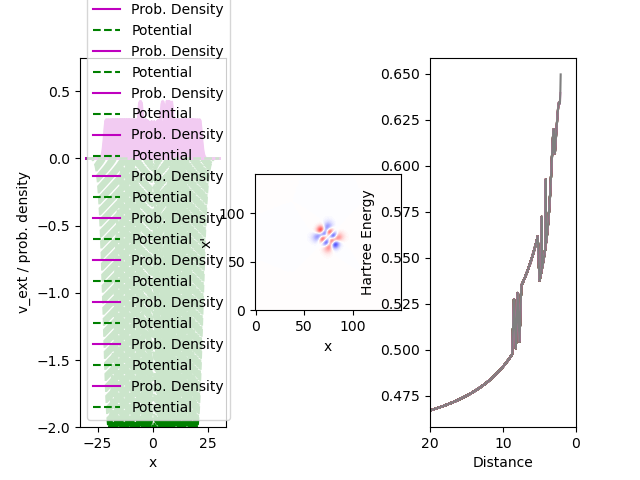 Prob. Density
Potential
Prob. Density
Potential
Prob. Density
Potential
Prob. Density
Potential
Prob. Density
Potential
Prob. Density
Potential
Prob. Density
Potential
Prob. Density
Potential
Prob. Density
Potential
Prob. Density
Potential
0.5
0.0
−0.5
−1.0
−1.5
−2.0
−25
0
25
x
v_ext / prob. density
100
50
0
0
50
100
x
x'
0.650
0.625
0.600
0.575
0.550
0.525
0.500
0.475
20
10
0
Distance
Hartree Energy